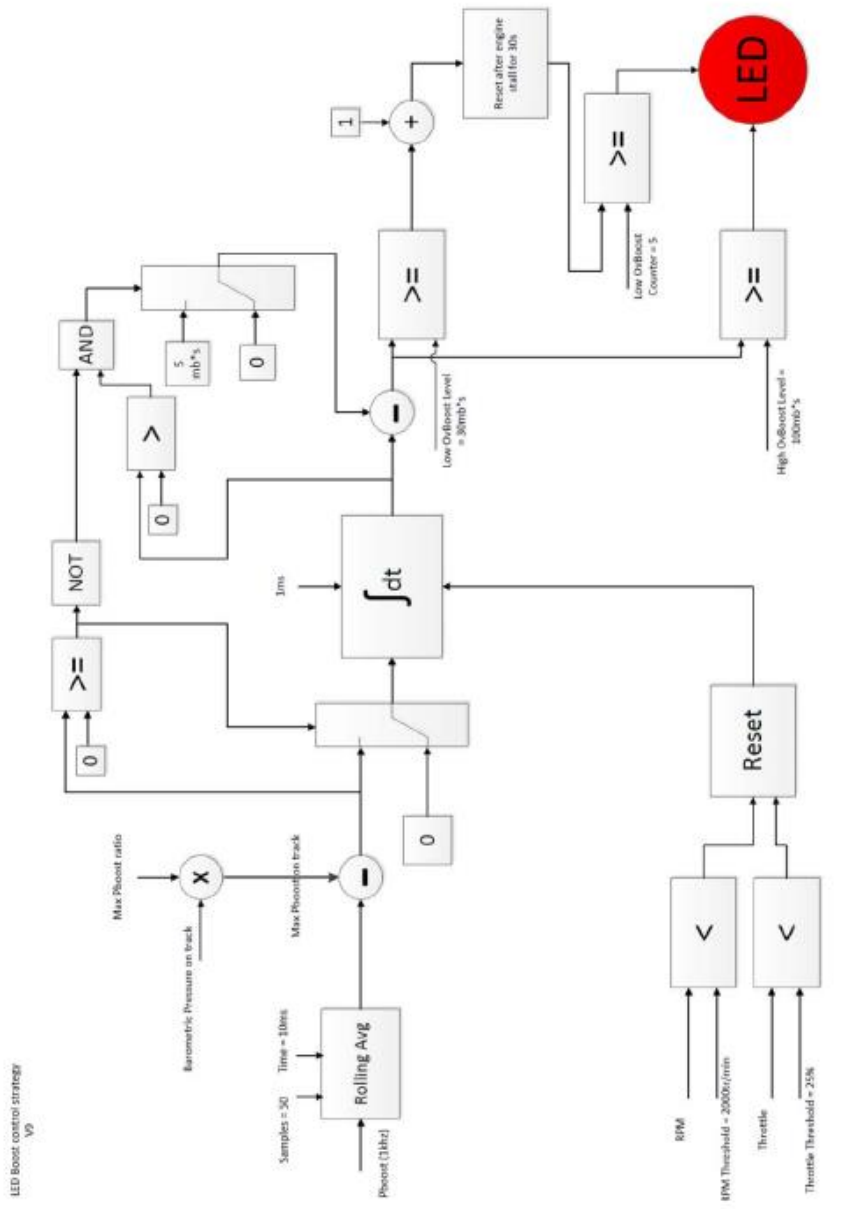 LED Boost control strategy
V9
Pboost (1khz)
Samples = 50
Time = 10ms
Rolling Avg
Barometric Pressure on track
Max Pboost ratio
X
Max Pboost on track
-
0
>=
0
NOT
AND
>
0
5
mb*s
0
1ms
∫dt
-
Low OvBoost Level
= 30mb*s
>=
1
+
Reset after engine
stall for 30s
Low OvBoost
Counter = 5
>=
High OvBoost Level =
100mb*s
>=
LED
RPM
RPM Threshold = 2000tr/min
<
Throttle
Throttle Threshold = 25%
<
Reset